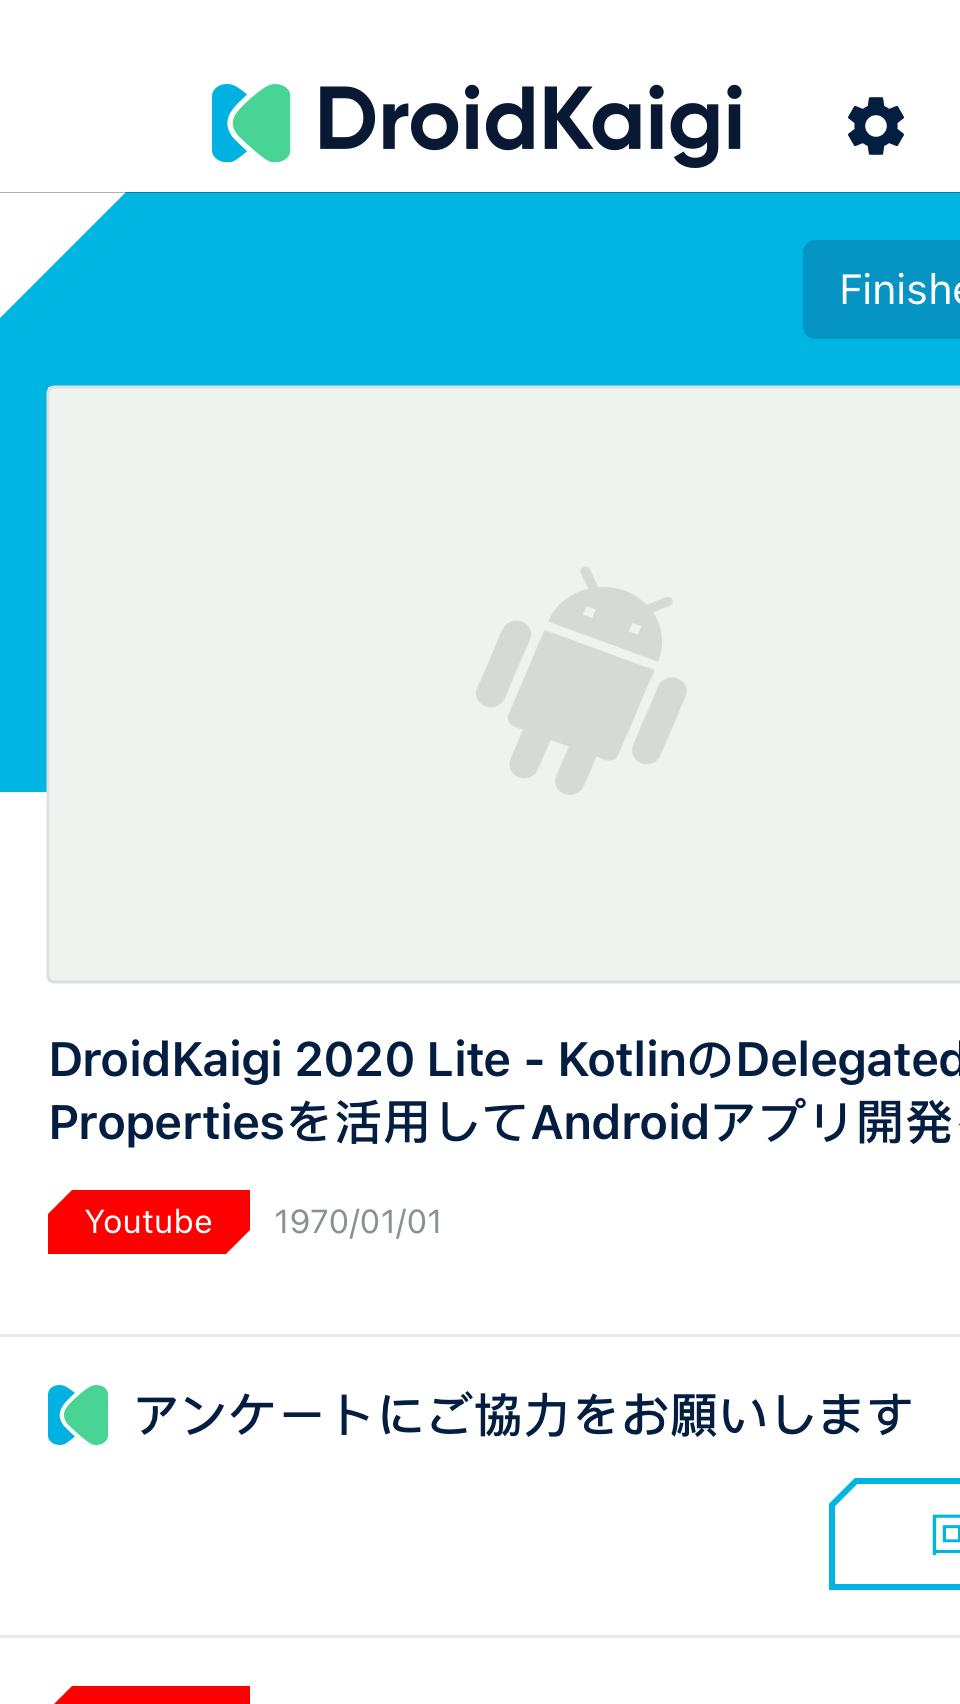 DroidKaigi
Finishe
DroidKaigi 2020 Lite - KotlinのDelegated
Propertiesを活用してAndroidアプリ開発
Youtube 1970/01/01
アンケートにご協力をお願いします